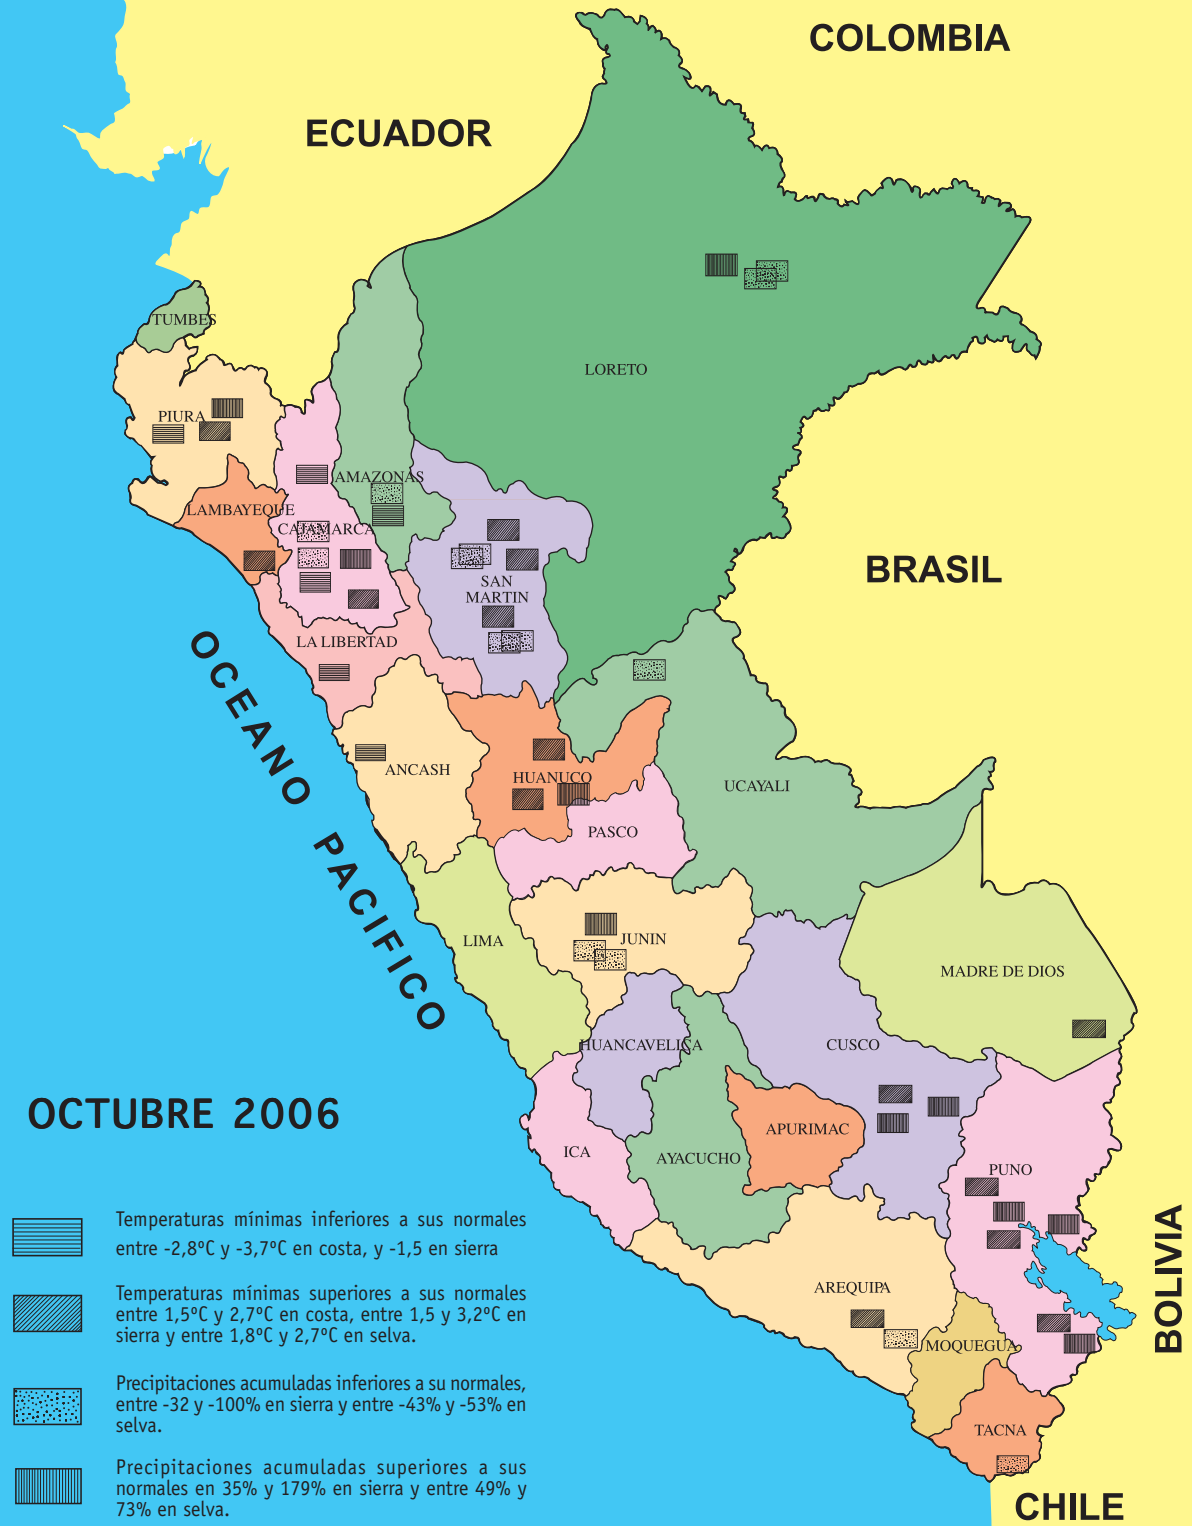 COLOMBIA
ECUADOR
TUMBES
LORETO
PIURA
AMAZONAS
LAMBAYEQUE
CAJAMARCA
BRASIL
SAN
MARTIN
LA LIBERTAD
OCEANO PACIFICO
ANCASH
HUANUCO
UCAYALI
PASCO
LIMA
JUNIN
MADRE DE DIOS
HUANCAVELICA
CUSCO
OCTUBRE 2006
APURIMAC
ICA
AYACUCHO
PUNO
BOLIVIA
AREQUIPA
MOQUEGUA
TACNA
CHILE
Temperaturas mínimas inferiores a sus normales
entre -2,8ºC y -3,7ºC en costa, y -1,5 en sierra
Temperaturas mínimas superiores a sus normales
entre 1,5ºC y 2,7ºC en costa, entre 1,5 y 3,2ºC en
sierra y entre 1,8ºC y 2,7ºC en selva.
Precipitaciones acumuladas inferiores a su normales,
entre -32 y -100% en sierra y entre -43% y -53% en
selva.
Precipitaciones acumuladas superiores a sus
normales en 35% y 179% en sierra y entre 49% y
73% en selva.